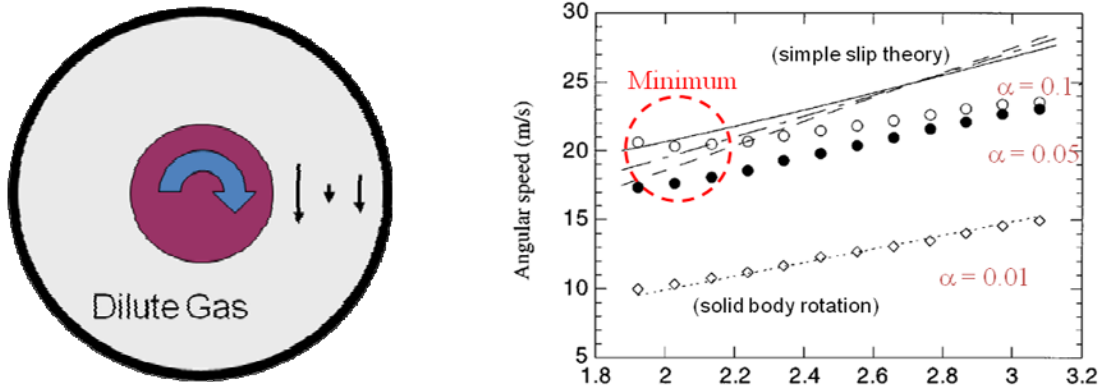 Dilute Gas
30
25
20
15
10
5
Angular speed (m/s)
(simple slip theory)
Minimum
α = 0.1
α = 0.05
α = 0.01
(solid body rotation)
1.8 2 2.2 2.4 2.6 2.8 3 3.2